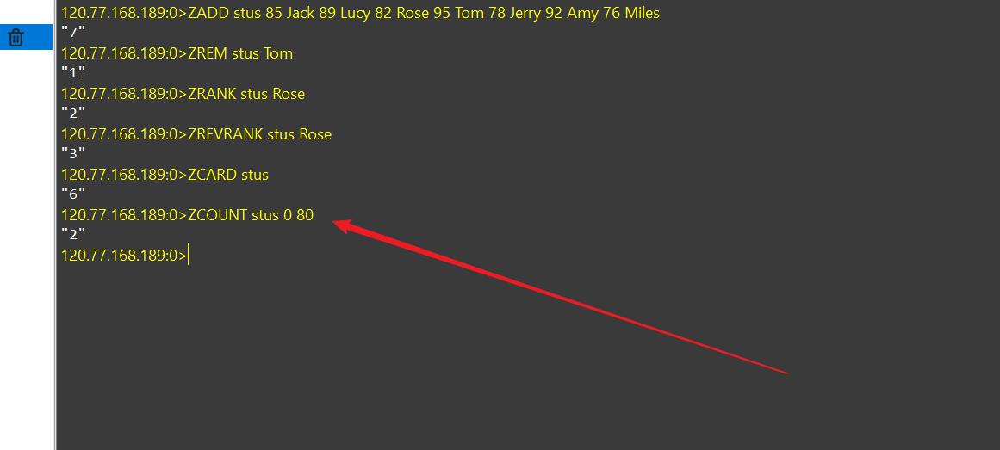 120.77.168.189:0>ZADD stus 85 Jack 89 Lucy 82 Rose 95 Tom 78 Jerry 92 Amy 76 Miles
"7"
120.77.168.189:0>ZREM stus Tom
"1"
120.77.168.189:0>ZRANK stus Rose
"2"
120.77.168.189:0>ZREVRANK stus Rose
"3"
120.77.168.189:0>ZCARD stus
"6"
120.77.168.189:0>ZCOUNT stus 0 80
"2"
120.77.168.189:0>